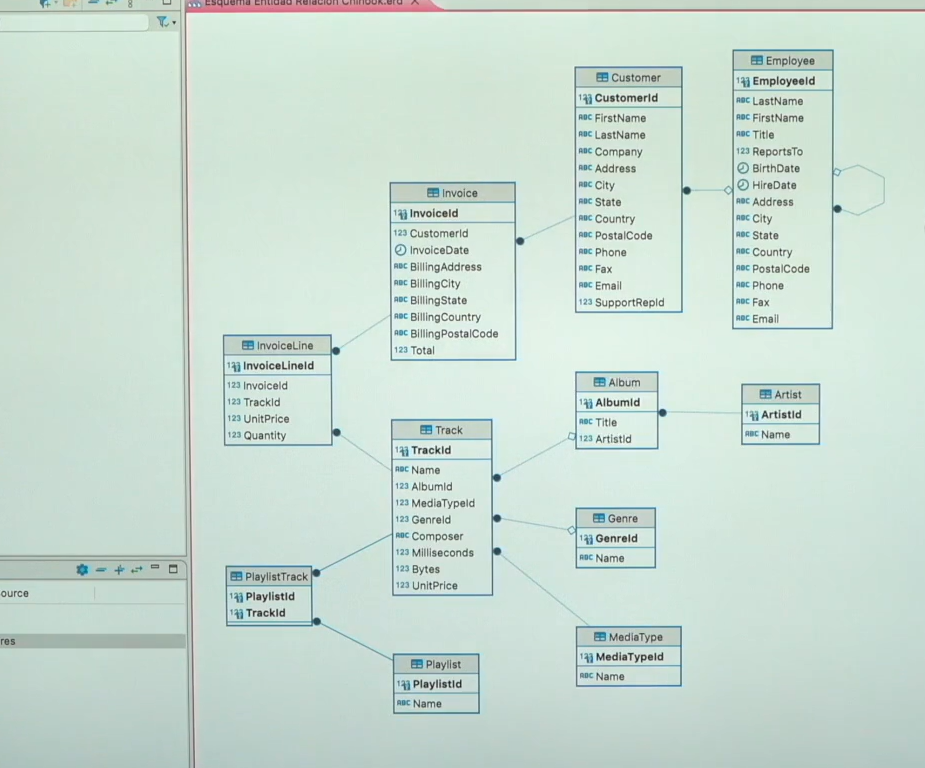 Esquema Entidad Relación Chinook.erd
Employee
123 EmployeeId
ABC LastName
ABC FirstName
ABC Title
123 ReportsTo
BirthDate
HireDate
ABC Address
ABC City
ABC State
ABC Country
ABC PostalCode
ABC Phone
ABC Fax
ABC Email
Customer
123 CustomerId
ABC FirstName
ABC LastName
ABC Company
ABC Address
ABC City
ABC State
ABC Country
ABC PostalCode
ABC Phone
ABC Fax
ABC Email
123 SupportRepId
Invoice
123 InvoiceId
123 CustomerId
InvoiceDate
ABC BillingAddress
ABC BillingCity
ABC BillingState
ABC BillingCountry
ABC BillingPostalCode
123 Total
InvoiceLine
123 InvoiceLineId
123 InvoiceId
123 TrackId
123 UnitPrice
123 Quantity
Album
123 AlbumId
ABC Title
123 ArtistId
Artist
123 ArtistId
ABC Name
Track
123 TrackId
ABC Name
123 AlbumId
123 MediaTypeId
123 GenreId
ABC Composer
123 Milliseconds
123 Bytes
123 UnitPrice
Genre
123 GenreId
ABC Name
PlaylistTrack
123 PlaylistId
123 TrackId
MediaType
123 MediaTypeId
ABC Name
Playlist
123 PlaylistId
ABC Name
ource
res